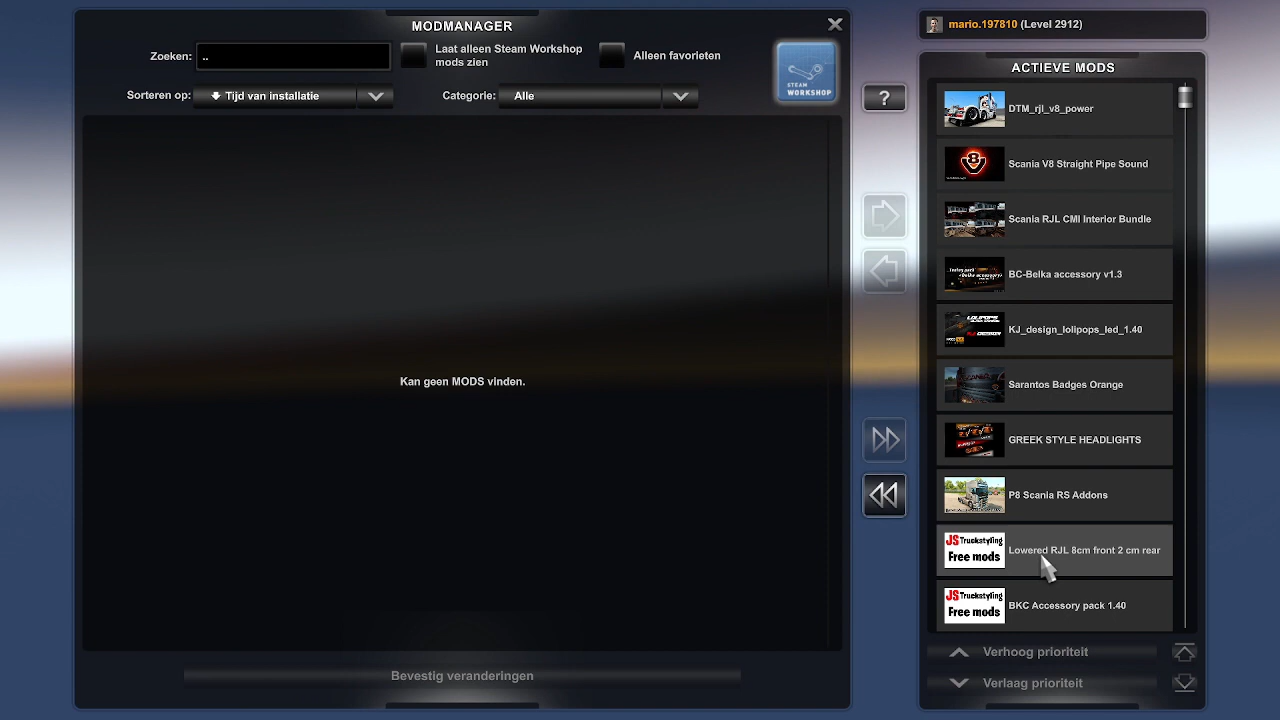 MODMANAGER
Zoeken:
..
Laat alleen Steam Workshop
mods zien
Alleen favorieten
STEAM
WORKSHOP
Sorteren op:
Tijd van installatie
Categorie:
Alle
Kan geen MODS vinden.
Bevestig veranderingen
?
mario.197810 (Level 2912)
ACTIEVE MODS
DTM_rjl_v8_power
Scania V8 Straight Pipe Sound
Scania RJL CMI Interior Bundle
BC-Belka accessory v1.3
KJ_design_lolipops_led_1.40
Sarantos Badges Orange
GREEK STYLE HEADLIGHTS
P8 Scania RS Addons
JS Truckstyling
Free mods
Lowered RJL 8cm front 2 cm rear
JS Truckstyling
Free mods
BKC Accessory pack 1.40
Verhoog prioriteit
Verlaag prioriteit